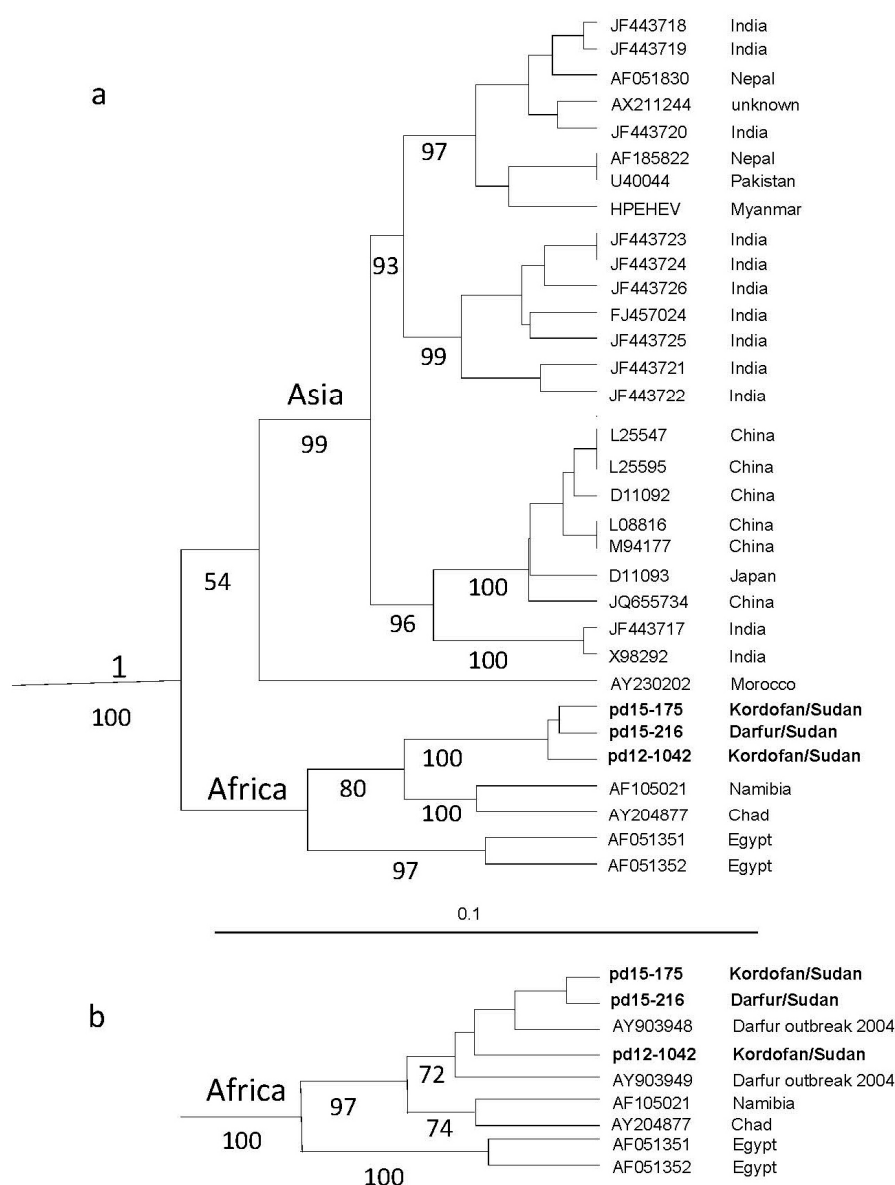 a
JF443718 India
JF443719 India
AF051830 Nepal
AX211244 unknown
JF443720 India
97
AF185822 Nepal
U40044 Pakistan
HPEHEV Myanmar
JF443723 India
93
JF443724 India
JF443726 India
FJ457024 India
JF443725 India
99
JF443721 India
Asia
JF443722 India
99
L25547 China
L25595 China
D11092 China
L08816 China
M94177 China
54
D11093 Japan
100
JQ655734 China
96
JF443717 India
100
X98292 India
1
AY230202 Morocco
100
pd15-175 Kordofan/Sudan
pd15-216 Darfur/Sudan
100
pd12-1042 Kordofan/Sudan
Africa
80
AF105021 Namibia
100
AY204877 Chad
AF051351 Egypt
97
AF051352 Egypt
0.1
b
pd15-175 Kordofan/Sudan
pd15-216 Darfur/Sudan
AY903948 Darfur outbreak 2004
pd12-1042 Kordofan/Sudan
72
AY903949 Darfur outbreak 2004
Africa
97
AF105021 Namibia
74
AY204877 Chad
100
AF051351 Egypt
100
AF051352 Egypt